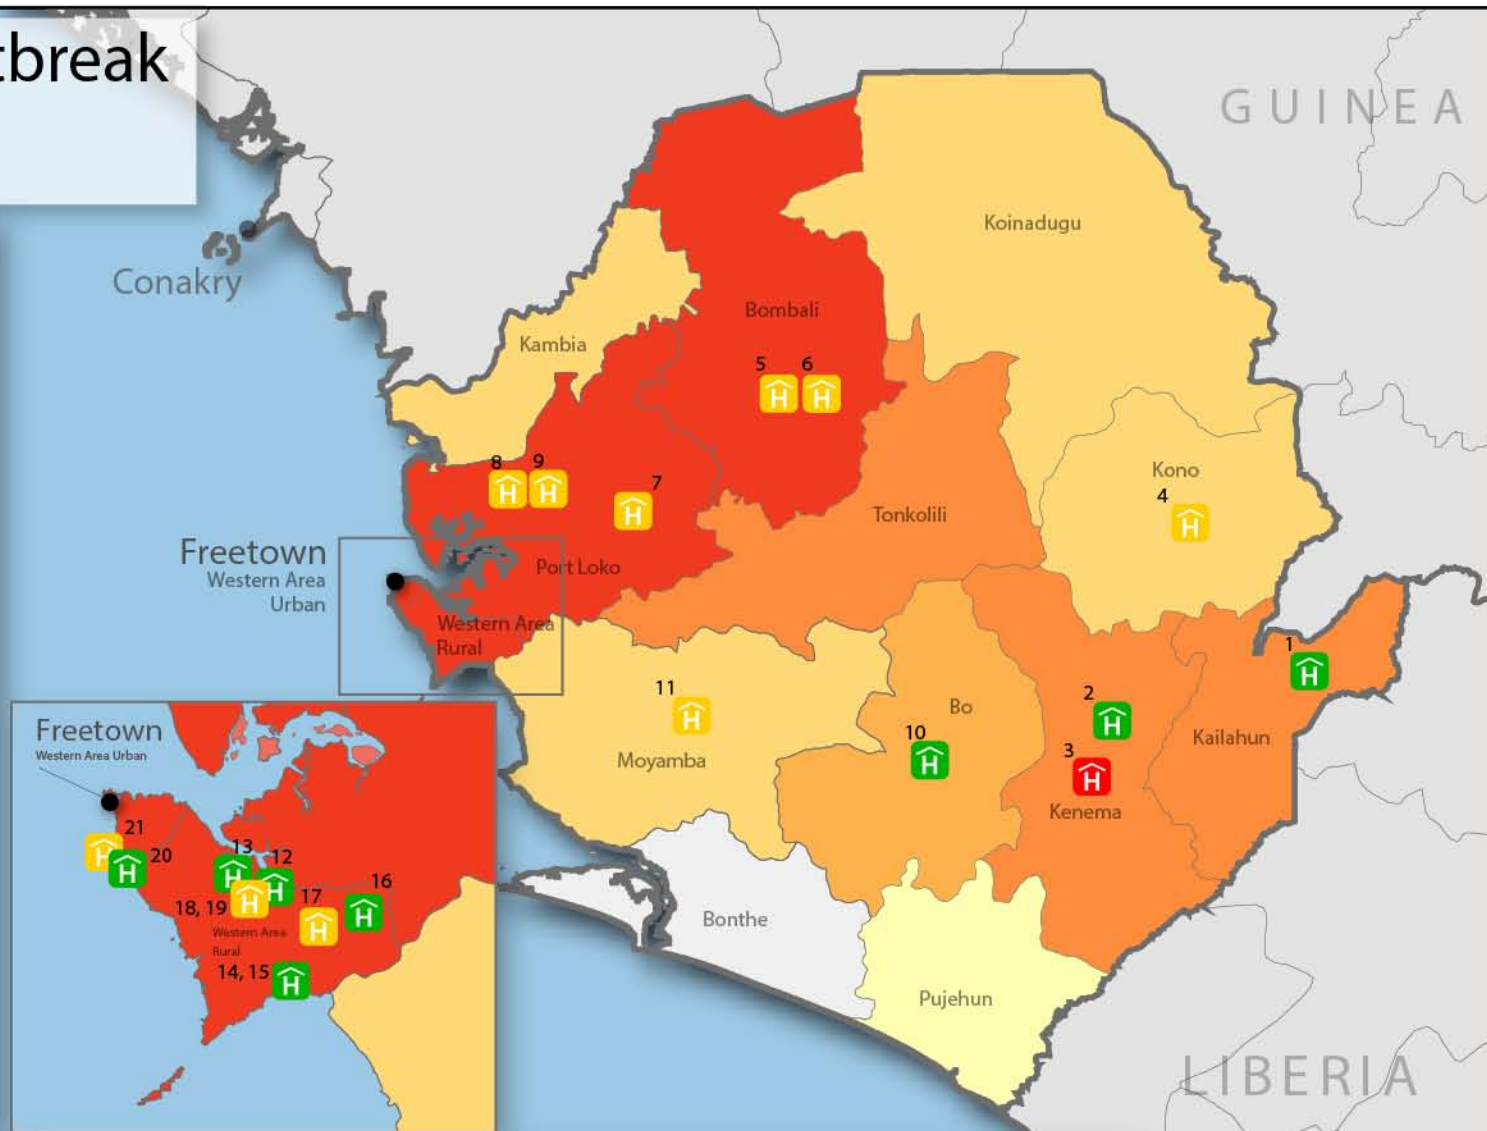 tbreak
GUINEA
Koinadugu
Conakry
Bombali
Kambia
5 6
H H
Kono
4
H
8 9
H H
7
H
Tonkolili
Freetown
Western Area
Urban
Port Loko
Western Area
Rural
1
H
11
H
Moyamba
2
H
Bo
10
H
Kailahun
3
H
Kenema
Bonthe
Pujehun
LIBERIA
Freetown
Western Area Urban
21
H
20
H
13
H
12
H
16
H
17
H
18, 19
H
Western Area
Rural
14, 15
H